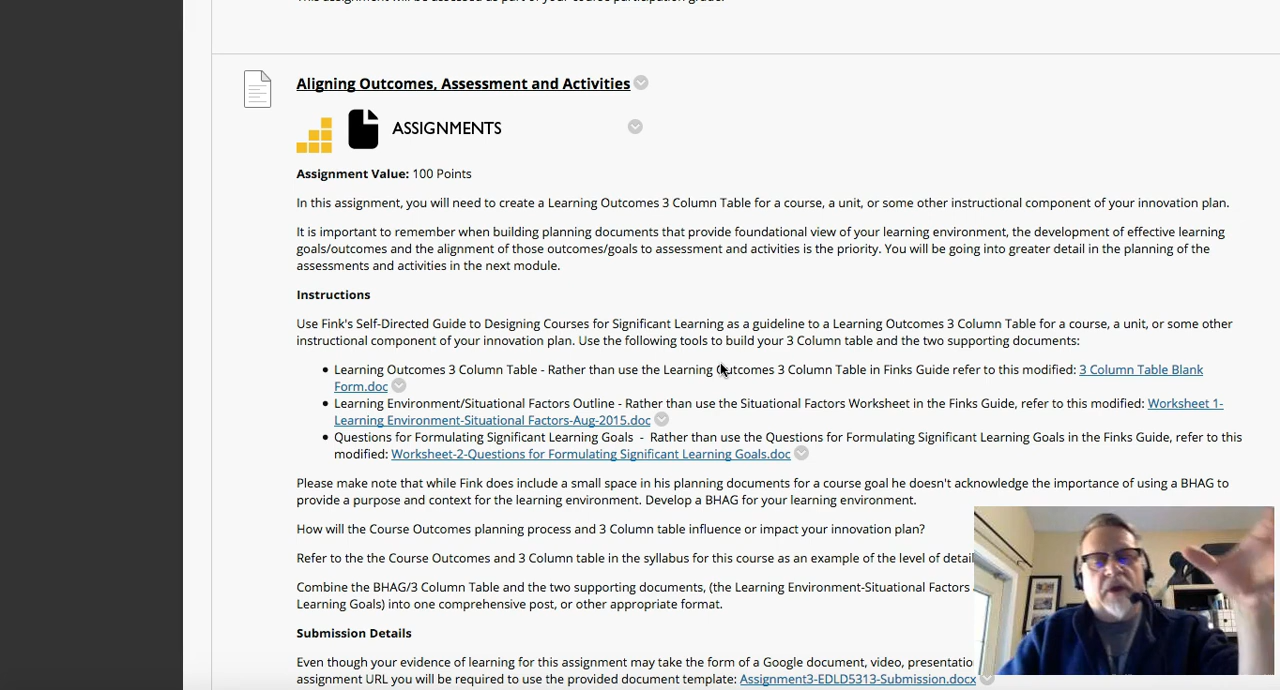 This assignment will be assessed as part of your course participation grade.
Aligning Outcomes, Assessment and Activities
ASSIGNMENTS
Assignment Value: 100 Points
In this assignment, you will need to create a Learning Outcomes 3 Column Table for a course, a unit, or some other instructional component of your innovation plan.
It is important to remember when building planning documents that provide foundational view of your learning environment, the development of effective learning
goals/outcomes and the alignment of those outcomes/goals to assessment and activities is the priority. You will be going into greater detail in the planning of the
assessments and activities in the next module.
Instructions
Use Fink's Self-Directed Guide to Designing Courses for Significant Learning as a guideline to a Learning Outcomes 3 Column Table for a course, a unit, or some other
instructional component of your innovation plan. Use the following tools to build your 3 Column table and the two supporting documents:
Learning Outcomes 3 Column Table - Rather than use the Learning Outcomes 3 Column Table in Finks Guide refer to this modified: 3 Column Table Blank
Form.doc
Learning Environment/Situational Factors Outline - Rather than use the Situational Factors Worksheet in the Finks Guide, refer to this modified: Worksheet 1-
Learning Environment-Situational Factors-Aug-2015.doc
Questions for Formulating Significant Learning Goals - Rather than use the Questions for Formulating Significant Learning Goals in the Finks Guide, refer to this
modified: Worksheet-2-Questions for Formulating Significant Learning Goals.doc
Please make note that while Fink does include a small space in his planning documents for a course goal he doesn't acknowledge the importance of using a BHAG to
provide a purpose and context for the learning environment. Develop a BHAG for your learning environment.
How will the Course Outcomes planning process and 3 Column table influence or impact your innovation plan?
Refer to the the Course Outcomes and 3 Column table in the syllabus for this course as an example of the level of detail
Combine the BHAG/3 Column Table and the two supporting documents, (the Learning Environment-Situational Factors
Learning Goals) into one comprehensive post, or other appropriate format.
Submission Details
Even though your evidence of learning for this assignment may take the form of a Google document, video, presentatio
assignment URL you will be required to use the provided document template: Assignment3-EDLD5313-Submission.docx